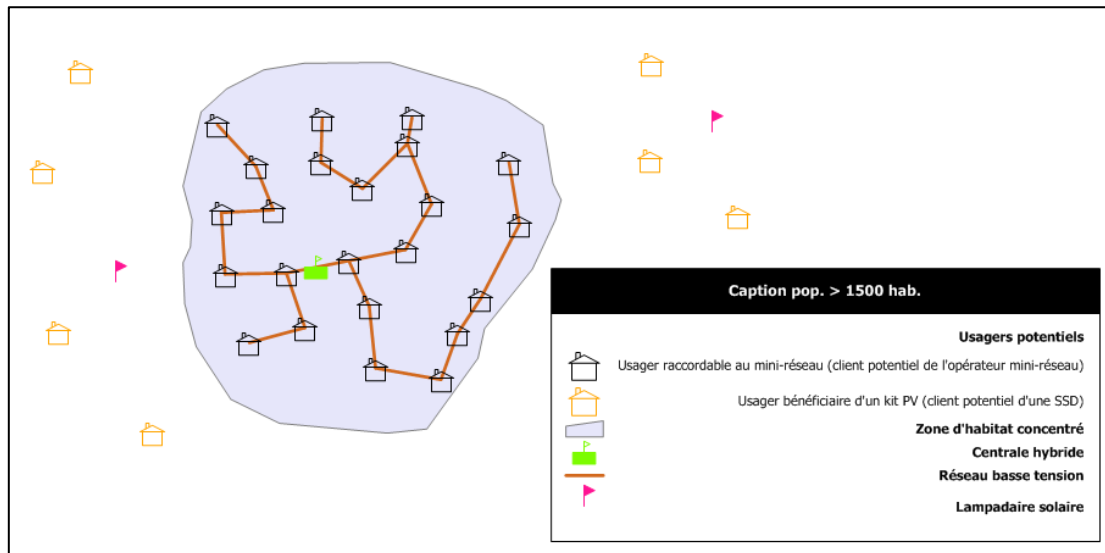 Caption pop. > 1500 hab.
Usagers potentiels
Usager raccordable au mini-réseau (client potentiel de l'opérateur mini-réseau)
Usager bénéficiaire d'un kit PV (client potentiel d'une SSD)
Zone d'habitat concentré
Centrale hybride
Réseau basse tension
Lampadaire solaire